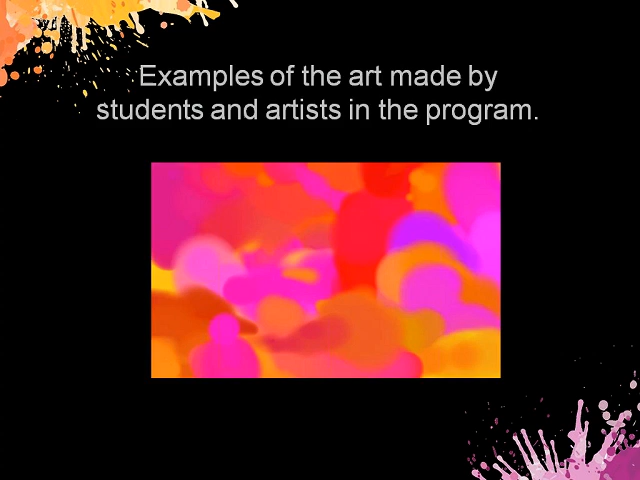 Examples of the art made by
students and artists in the program.